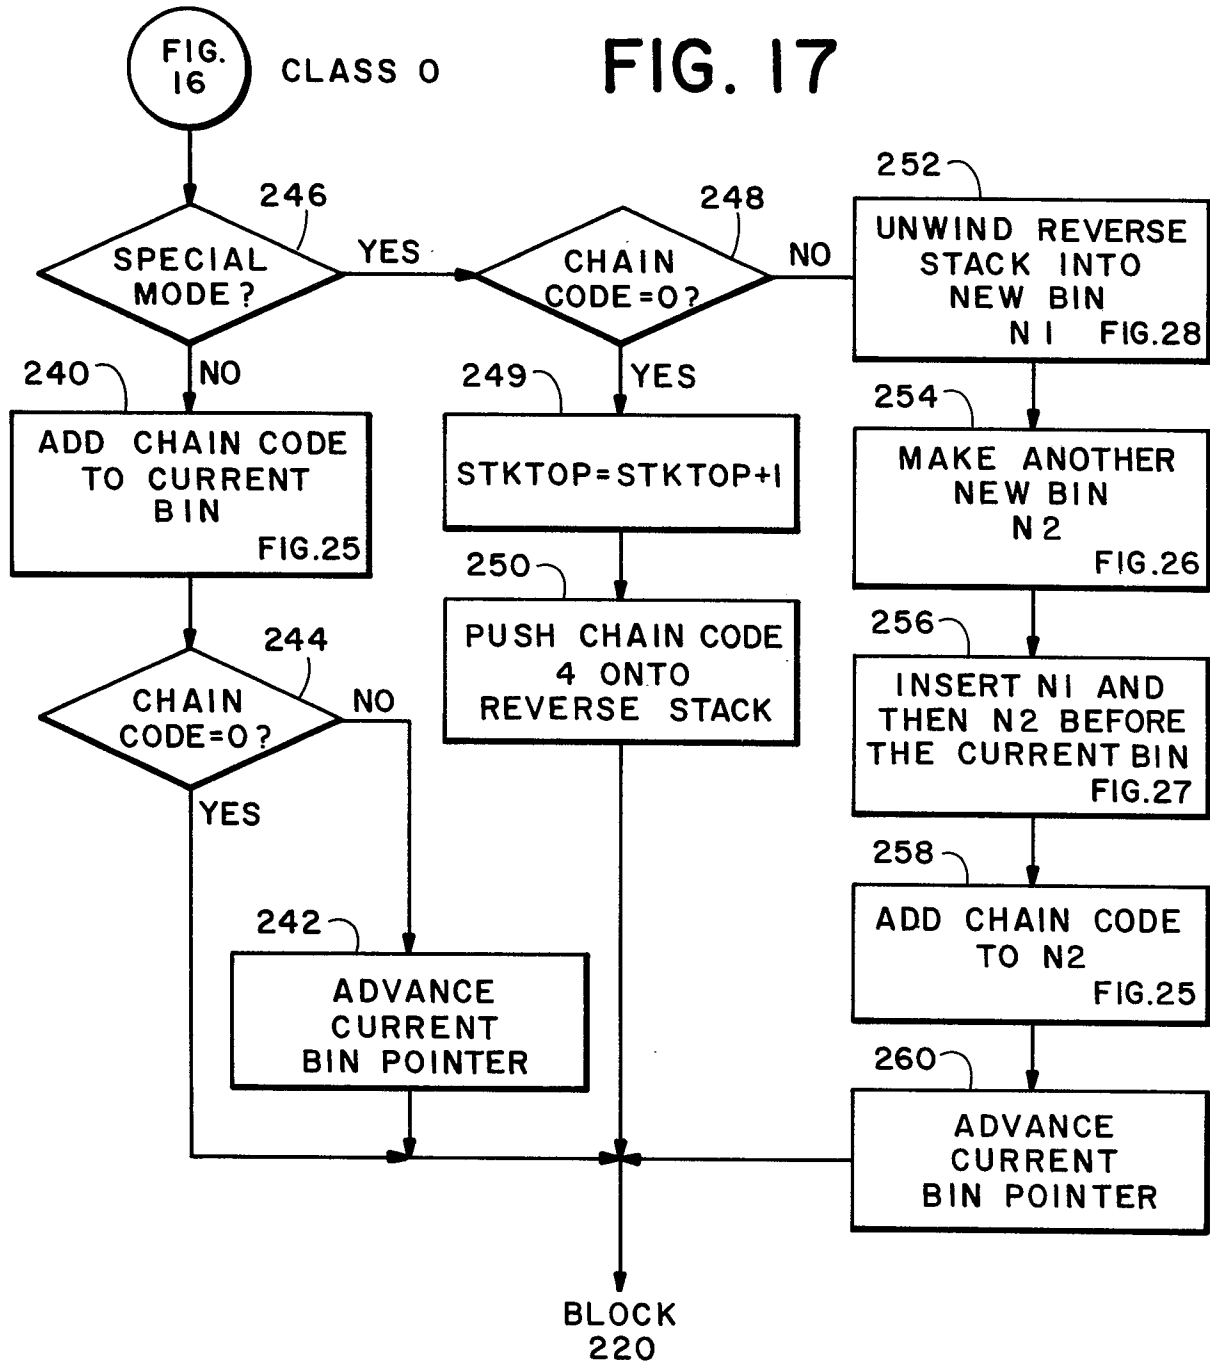 FIG. 16
CLASS 0
FIG. 17
246
SPECIAL
MODE?
YES
NO
248
CHAIN
CODE=0?
NO
YES
252
UNWIND REVERSE
STACK INTO
NEW BIN
N1 FIG.28
240
ADD CHAIN CODE
TO CURRENT
BIN
FIG.25
249
STKTOP=STKTOP+1
254
MAKE ANOTHER
NEW BIN
N2
FIG.26
250
PUSH CHAIN CODE
4 ONTO
REVERSE STACK
256
INSERT N1 AND
THEN N2 BEFORE
THE CURRENT BIN
FIG.27
244
CHAIN
CODE=0?
NO
YES
258
ADD CHAIN CODE
TO N2
FIG.25
242
ADVANCE
CURRENT
BIN POINTER
260
ADVANCE
CURRENT
BIN POINTER
BLOCK
220